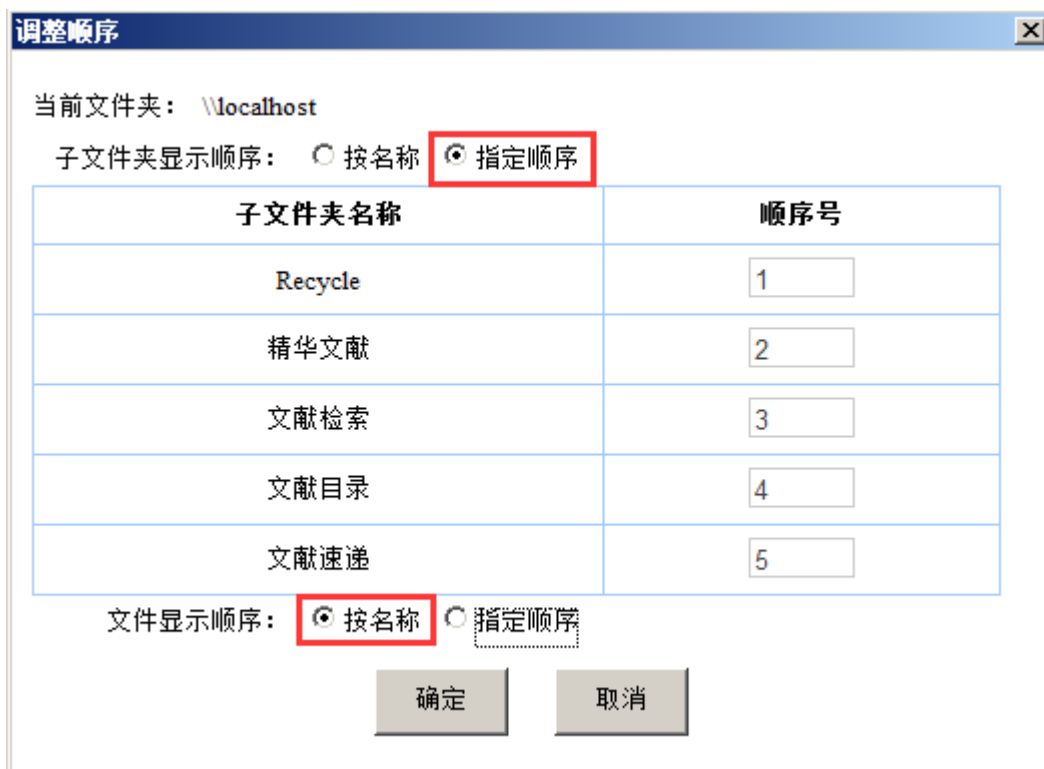 调整顺序
当前文件夹： \\localhost
子文件夹显示顺序： 按名称 指定顺序
子文件夹名称 顺序号
Recycle 1
精华文献 2
文献检索 3
文献目录 4
文献速递 5
文件显示顺序： 按名称 指定顺序
确定 取消